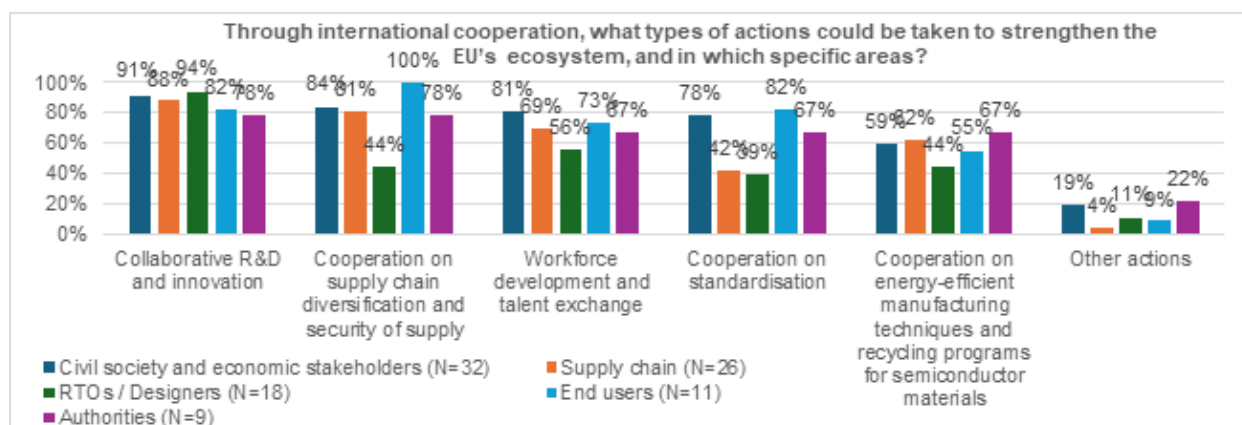 Through international cooperation, what types of actions could be taken to strengthen the
EU's ecosystem, and in which specific areas?
100%
80%
60%
40%
20%
0%
91%
88%
94%
82%
78%
84%
81%
44%
100%
78%
81%
69%
56%
73%
67%
78%
42%
39%
82%
67%
59%
62%
44%
55%
67%
19%
4%
11%
9%
22%
Collaborative R&D
and innovation
Cooperation on
supply chain
diversification and
security of supply
Workforce
development and
talent exchange
Cooperation on
standardisation
Cooperation on
energy-efficient
manufacturing
techniques and
recycling programs
for semiconductor
materials
Other actions
Civil society and economic stakeholders (N=32)
Supply chain (N=26)
RTOs / Designers (N=18)
End users (N=11)
Authorities (N=9)